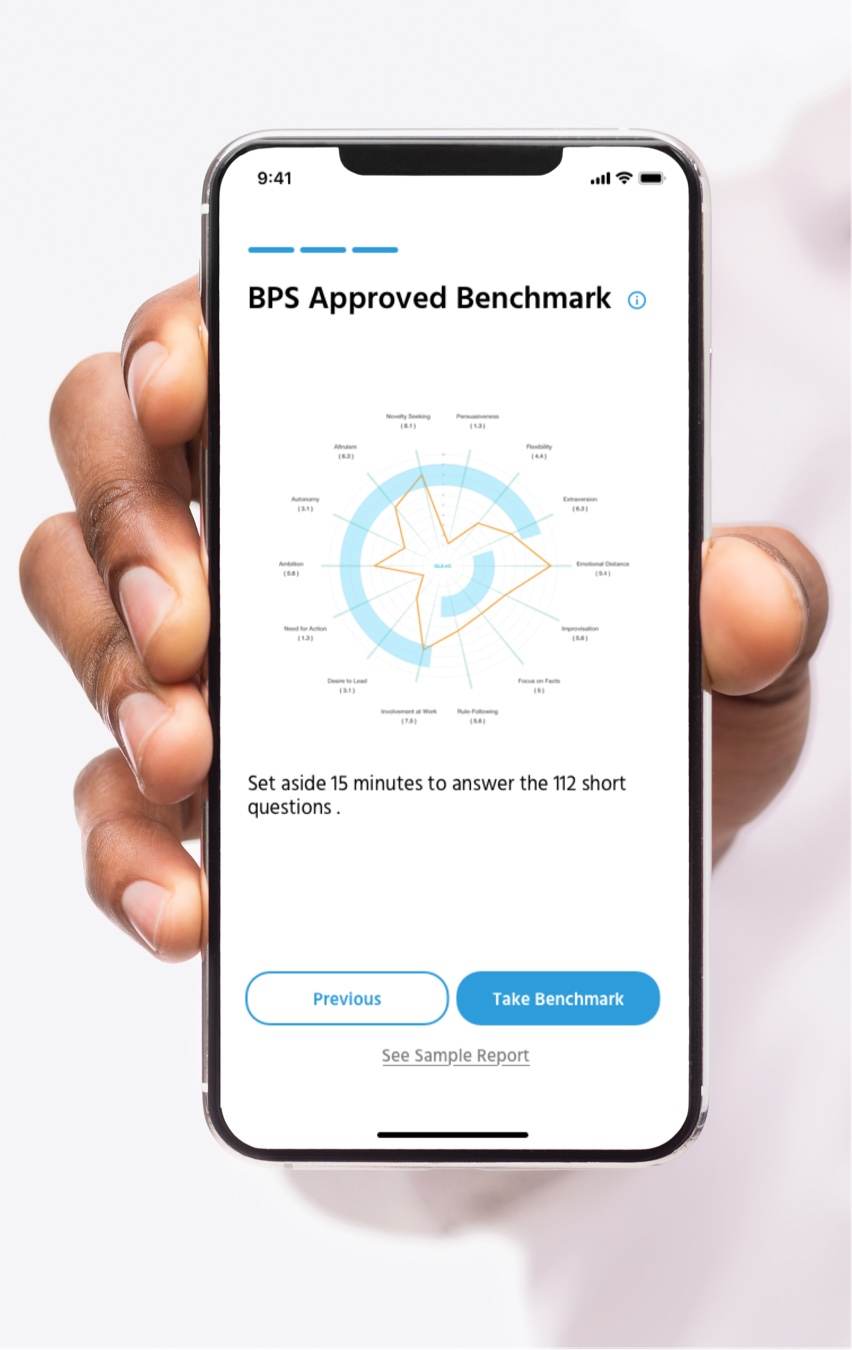 9:41
BPS Approved Benchmark
Novelty Seeking
( 8.1 )
Persuasiveness
( 1.3 )
Altruism
( 6.3 )
Flexibility
( 4.4 )
Autonomy
( 3.1 )
Extraversion
( 6.3 )
Ambition
( 5.6 )
Emotional Distance
( 9.4 )
Need for Action
( 1.3 )
Improvisation
( 5.6 )
Desire to Lead
( 3.1 )
Focus on Facts
( 5 )
Involvement at Work
( 7.5 )
Rule-Following
( 5.6 )
Set aside 15 minutes to answer the 112 short
questions .
Previous
Take Benchmark
See Sample Report